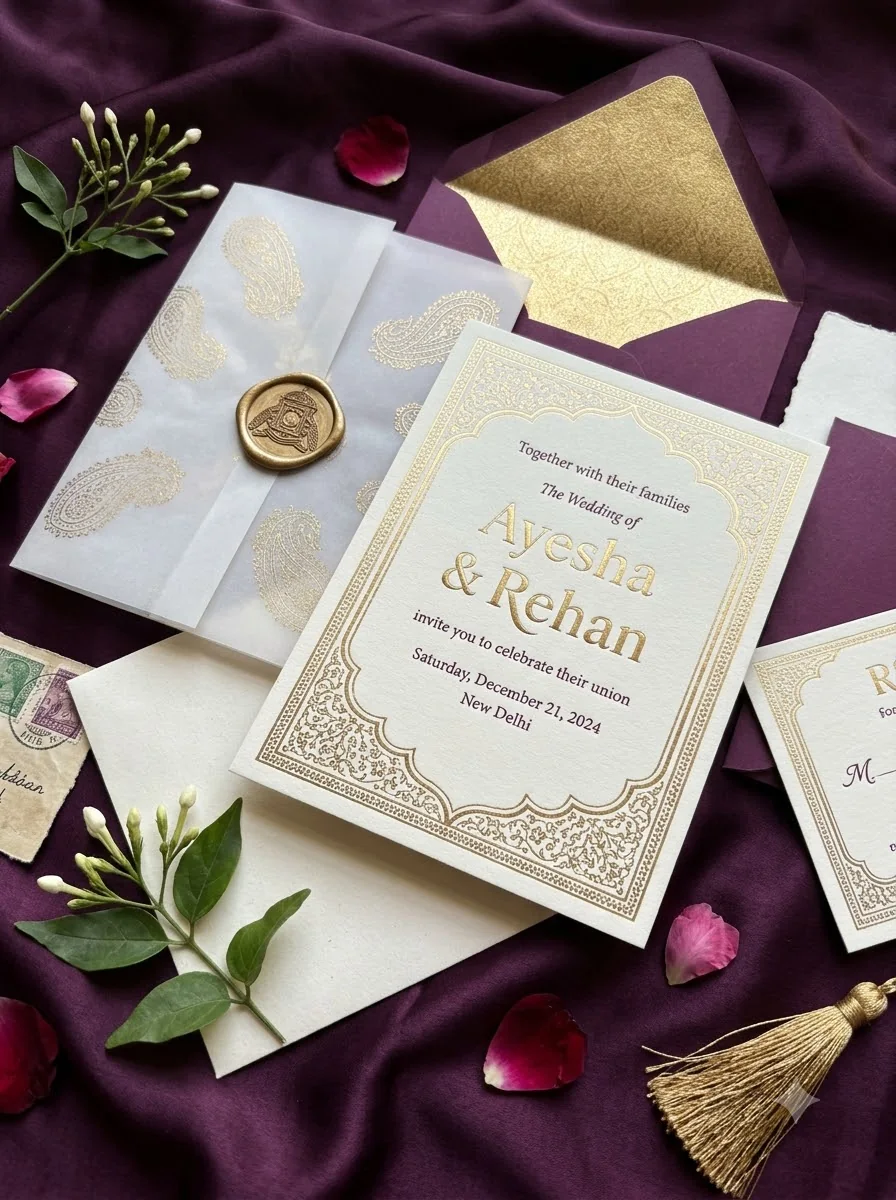 Together with their families
The Wedding of
Ayesha
& Rehan
invite you to celebrate their union
Saturday, December 21, 2024
New Delhi
M